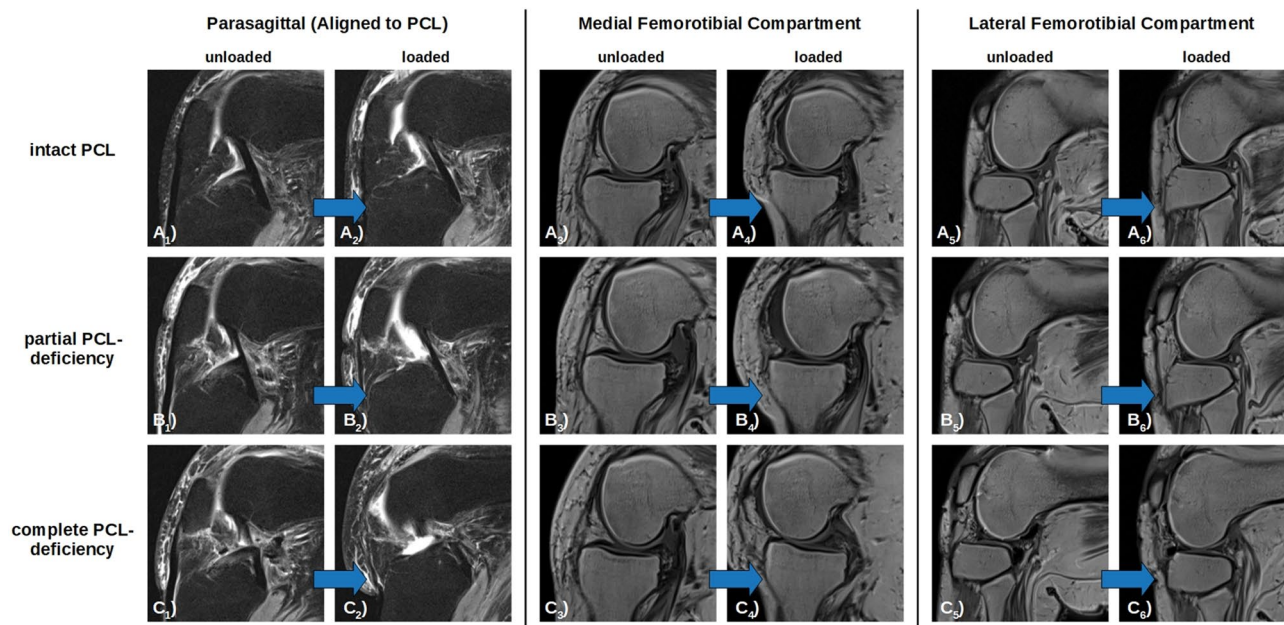 Parasagittal (Aligned to PCL) Medial Femorotibial Compartment Lateral Femorotibial Compartment
unloaded loaded unloaded loaded unloaded loaded
intact PCL
A1) A2) A3) A4) A5) A6)
partial PCL-
deficiency
B1) B2) B3) B4) B5) B6)
complete PCL-
deficiency
C1) C2) C3) C4) C5) C6)